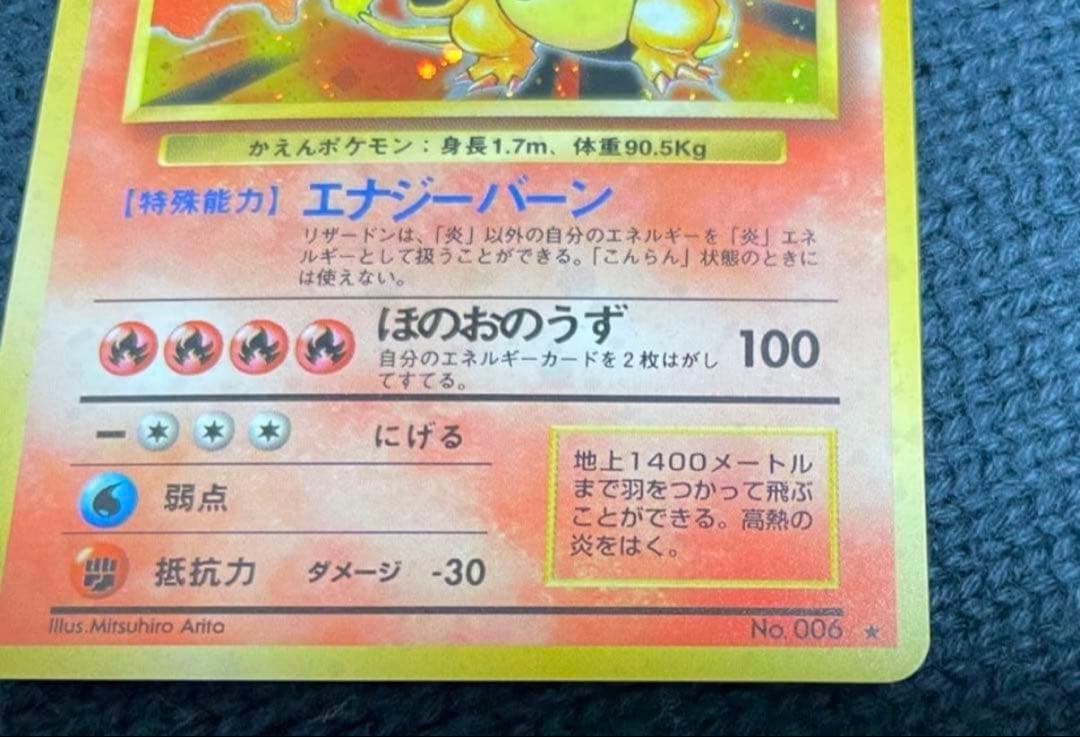 かえんポケモン：身長1.7m、体重90.5Kg
【特殊能力】エナジーバーン
リザードンは、「炎」以外の自分のエネルギーを「炎」エネ
ルギーとして扱うことができる。「こんらん」状態のときに
は使えない。
ほのおのうず 100
自分のエネルギーカードを2枚はがし
てすてる。
にげる
弱点
抵抗力 ダメージ -30
地上1400メートル
まで羽をつかって飛ぶ
ことができる。高熱の
炎をはく。
Illus.Mitsuhiro Arita
No. 006 ★